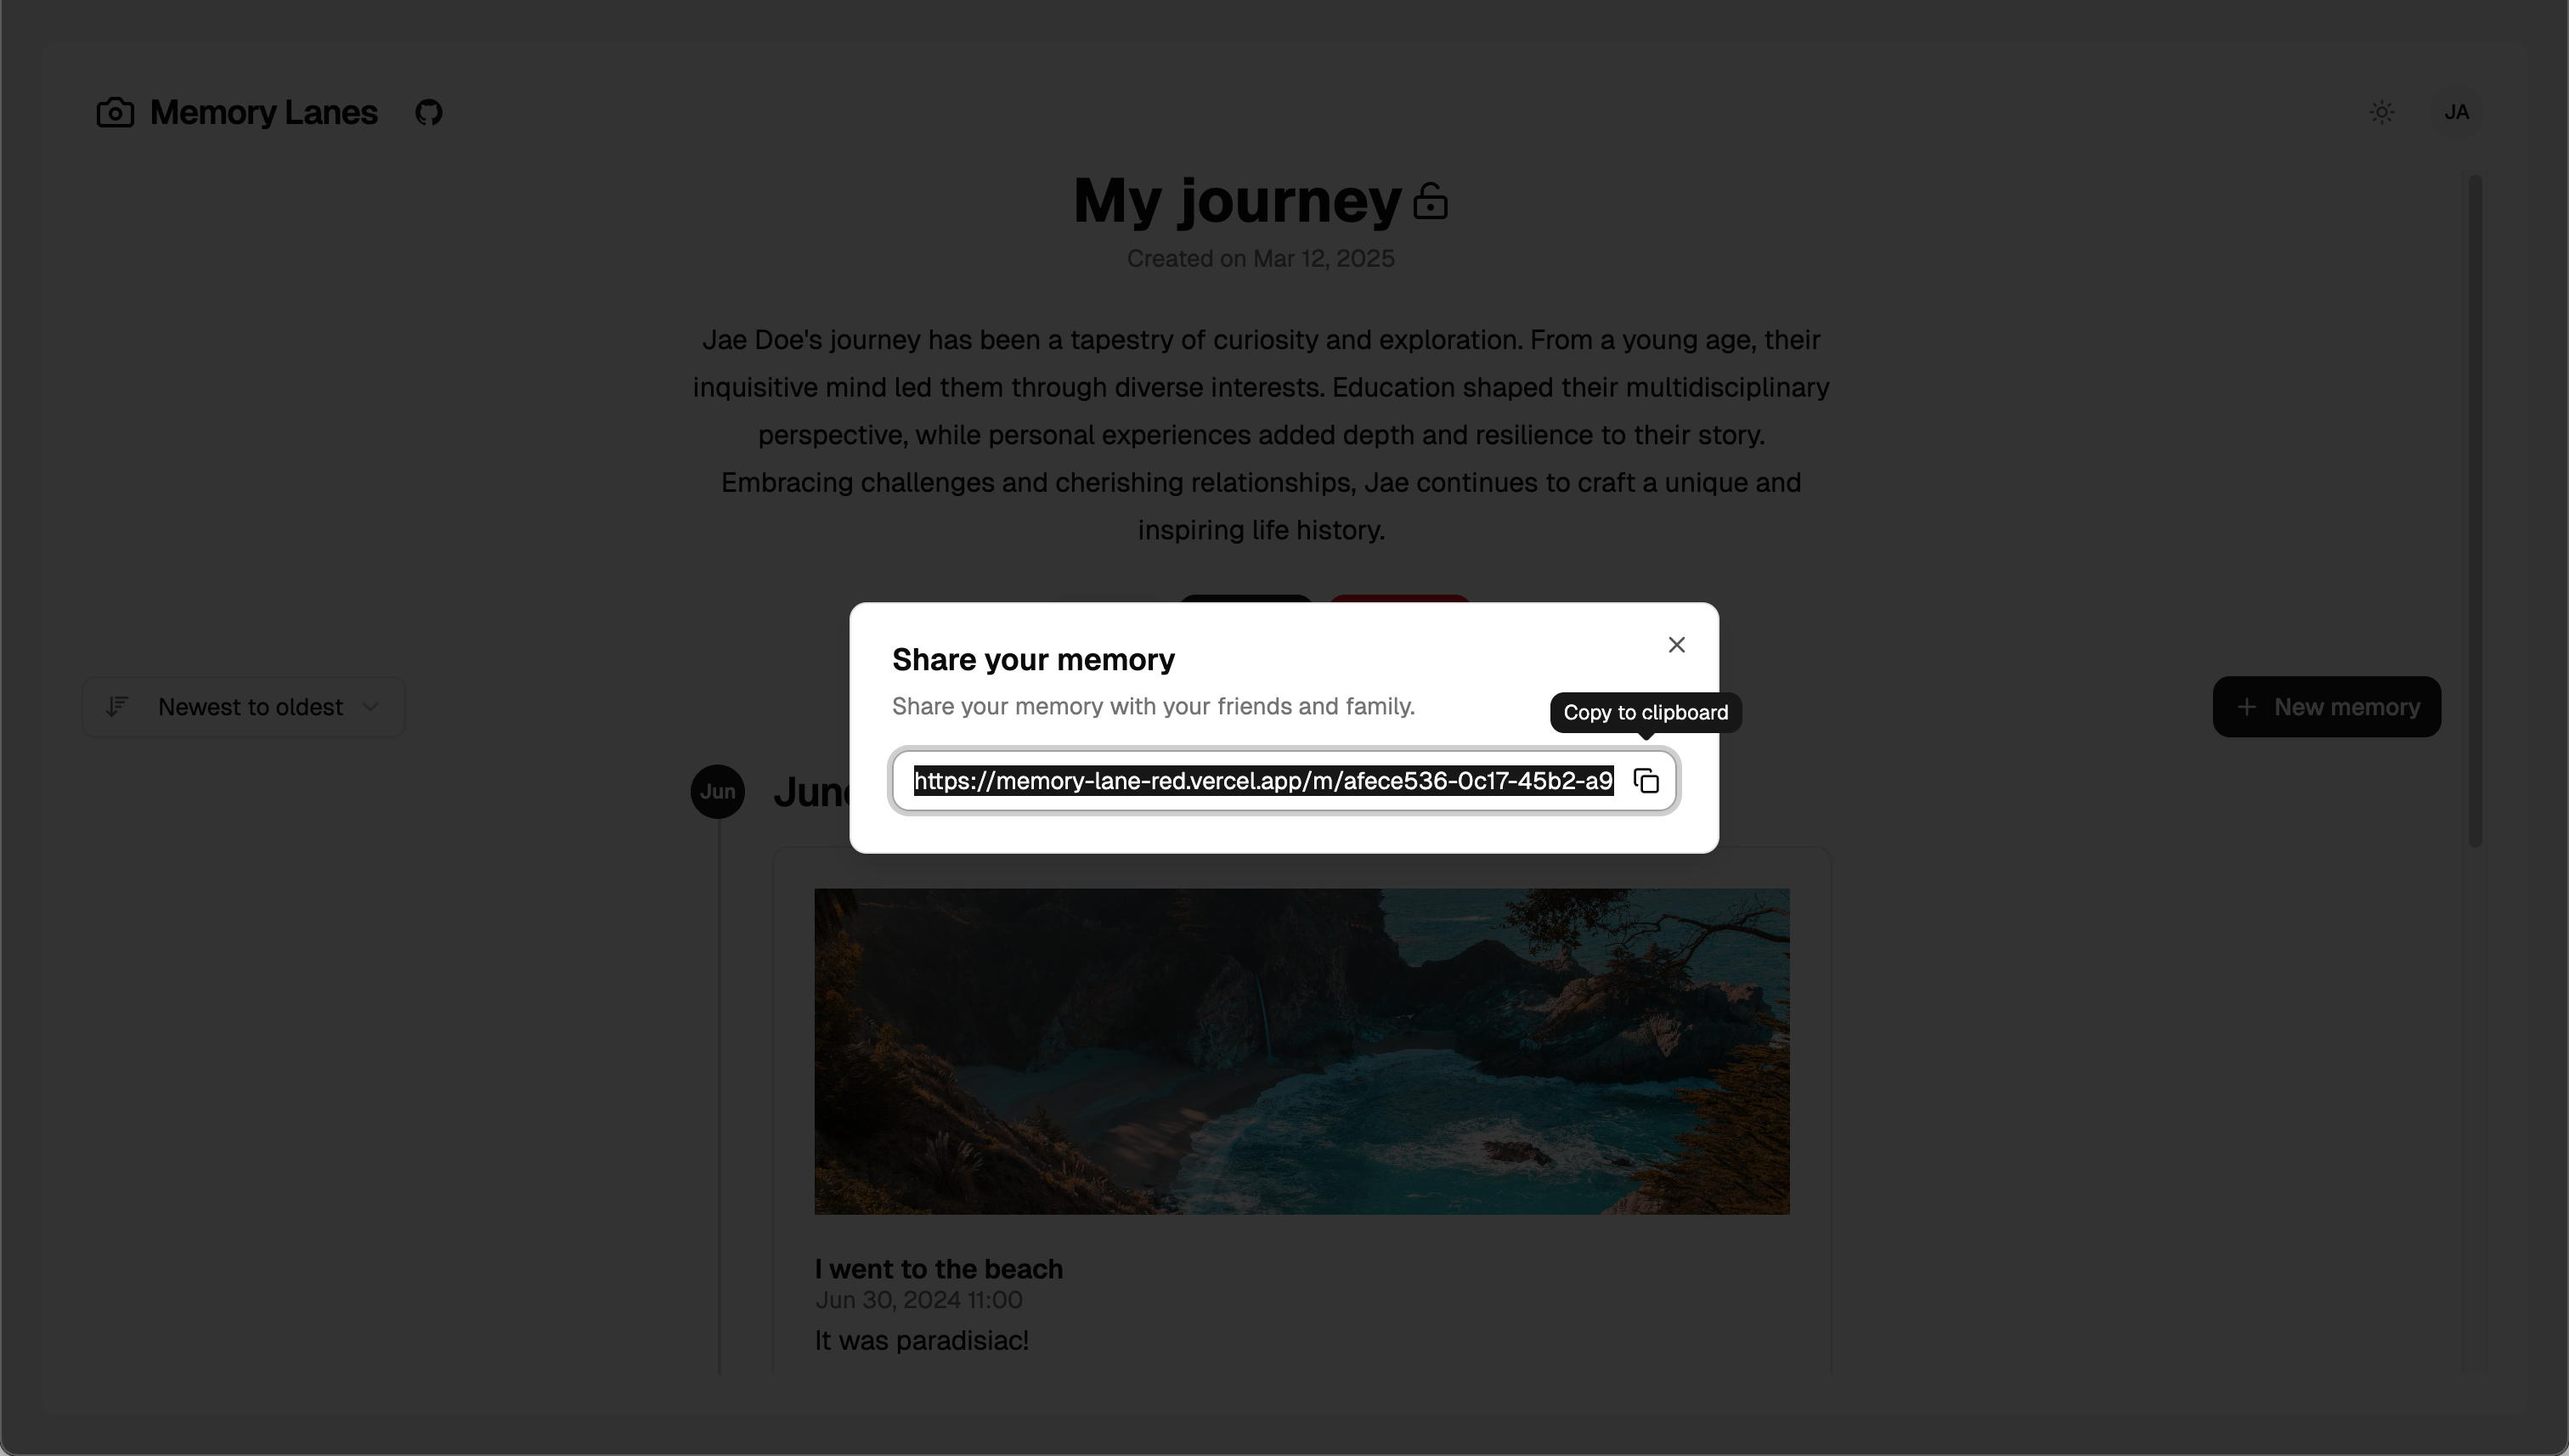 Memory Lanes
JA
My journey
Created on Mar 12, 2025
Jae Doe's journey has been a tapestry of curiosity and exploration. From a young age, their
inquisitive mind led them through diverse interests. Education shaped their multidisciplinary
perspective, while personal experiences added depth and resilience to their story.
Embracing challenges and cherishing relationships, Jae continues to craft a unique and
inspiring life history.
Share your memory
Share your memory with your friends and family.
Copy to clipboard
https://memory-lane-red.vercel.app/m/afece536-0c17-45b2-a9
Newest to oldest
New memory
Jun
I went to the beach
Jun 30, 2024 11:00
It was paradisiac!